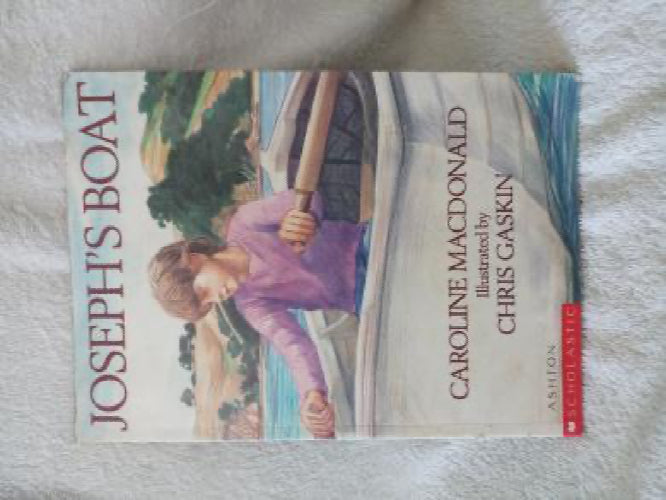 JOSEPH'S BOAT
CAROLINE MACDONALD
Illustrated by
CHRIS GASKIN
ASHTON
SCHOLASTIC